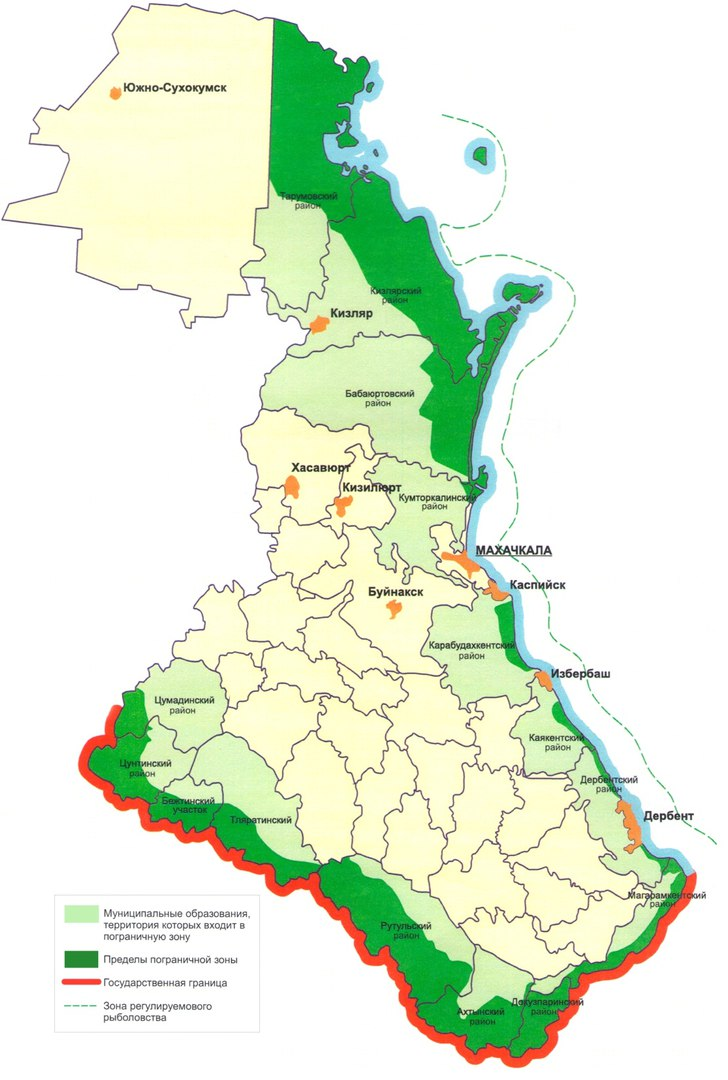 Южно-Сухокумск
Тарумовский
район
Кизлярский
район
Кизляр
Бабаюртовский
район
Хасавюрт
Кизилюрт
Кумторкалинский
район
МАХАЧКАЛА
Каспийск
Буйнакск
Карабудахкентский
район
Избербаш
Цумадинский
район
Каякентский
район
Цунтинский
район
Дербентский
район
Бежтинский
участок
Тляратинский
Дербент
Магарамкентский
район
Рутульский
район
Ахтынский
район
Докузпаринский
район
Муниципальные образования,
территория которых входит в
пограничную зону
Пределы пограничной зоны
Государственная граница
Зона регулируемого
рыболовства